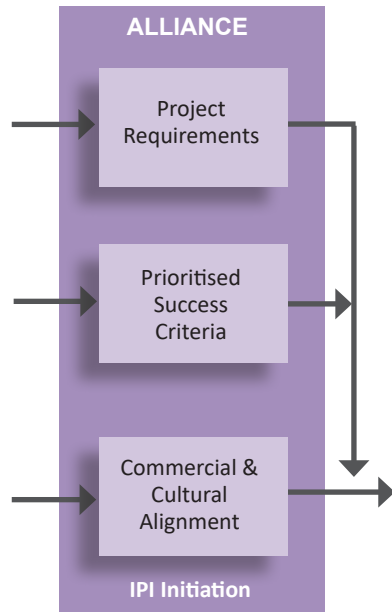 ALLIANCE
Project
Requirements
Prioritised
Success
Criteria
Commercial &
Cultural
Alignment
IPI Initiation